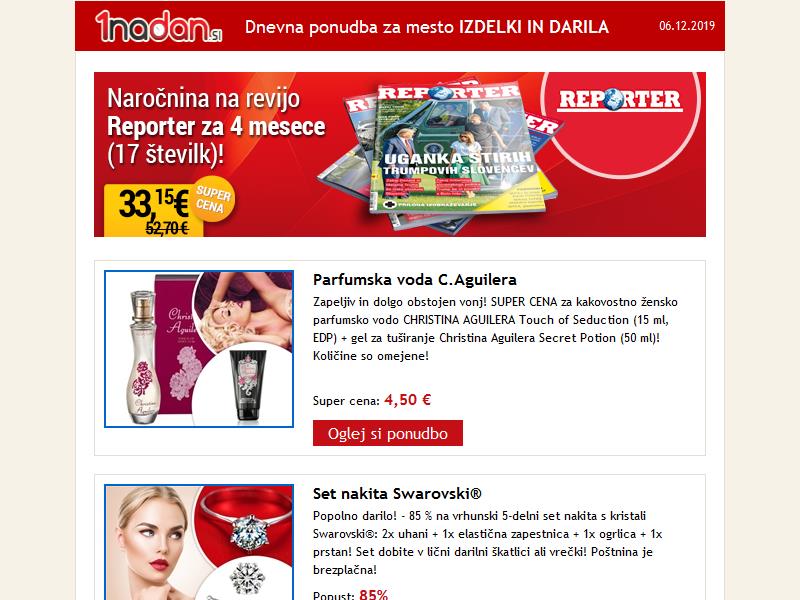 1nadan.si
Dnevna ponudba za mesto IZDELKI IN DARILA
06.12.2019
Naročnina na revijo
Reporter za 4 mesece
(17 številk)!
33,15€
52,70 €
SUPER
CENA
REPORTER
UGANKA ŠTIRIH
TRUMPOVIH SLOVENCEV
PRILOGA IZOBRAŽEVANJE
REPORTER
Parfumska voda C.Aguilera
Zapeljiv in dolgo obstojen vonj! SUPER CENA za kakovostno žensko
parfumsko vodo CHRISTINA AGUILERA Touch of Seduction (15 ml,
EDP) + gel za tuširanje Christina Aguilera Secret Potion (50 ml)!
Količine so omejene!
Super cena: 4,50 €
Oglej si ponudbo
Set nakita Swarovski®
Popolno darilo! - 85 % na vrhunski 5-delni set nakita s kristali
Swarovski®: 2x uhani + 1x elastična zapestnica + 1x ogrlica + 1x
prstan! Set dobite v lični darilni škatlici ali vrečki! Poštnina je
brezplačna!
Popust: 85%